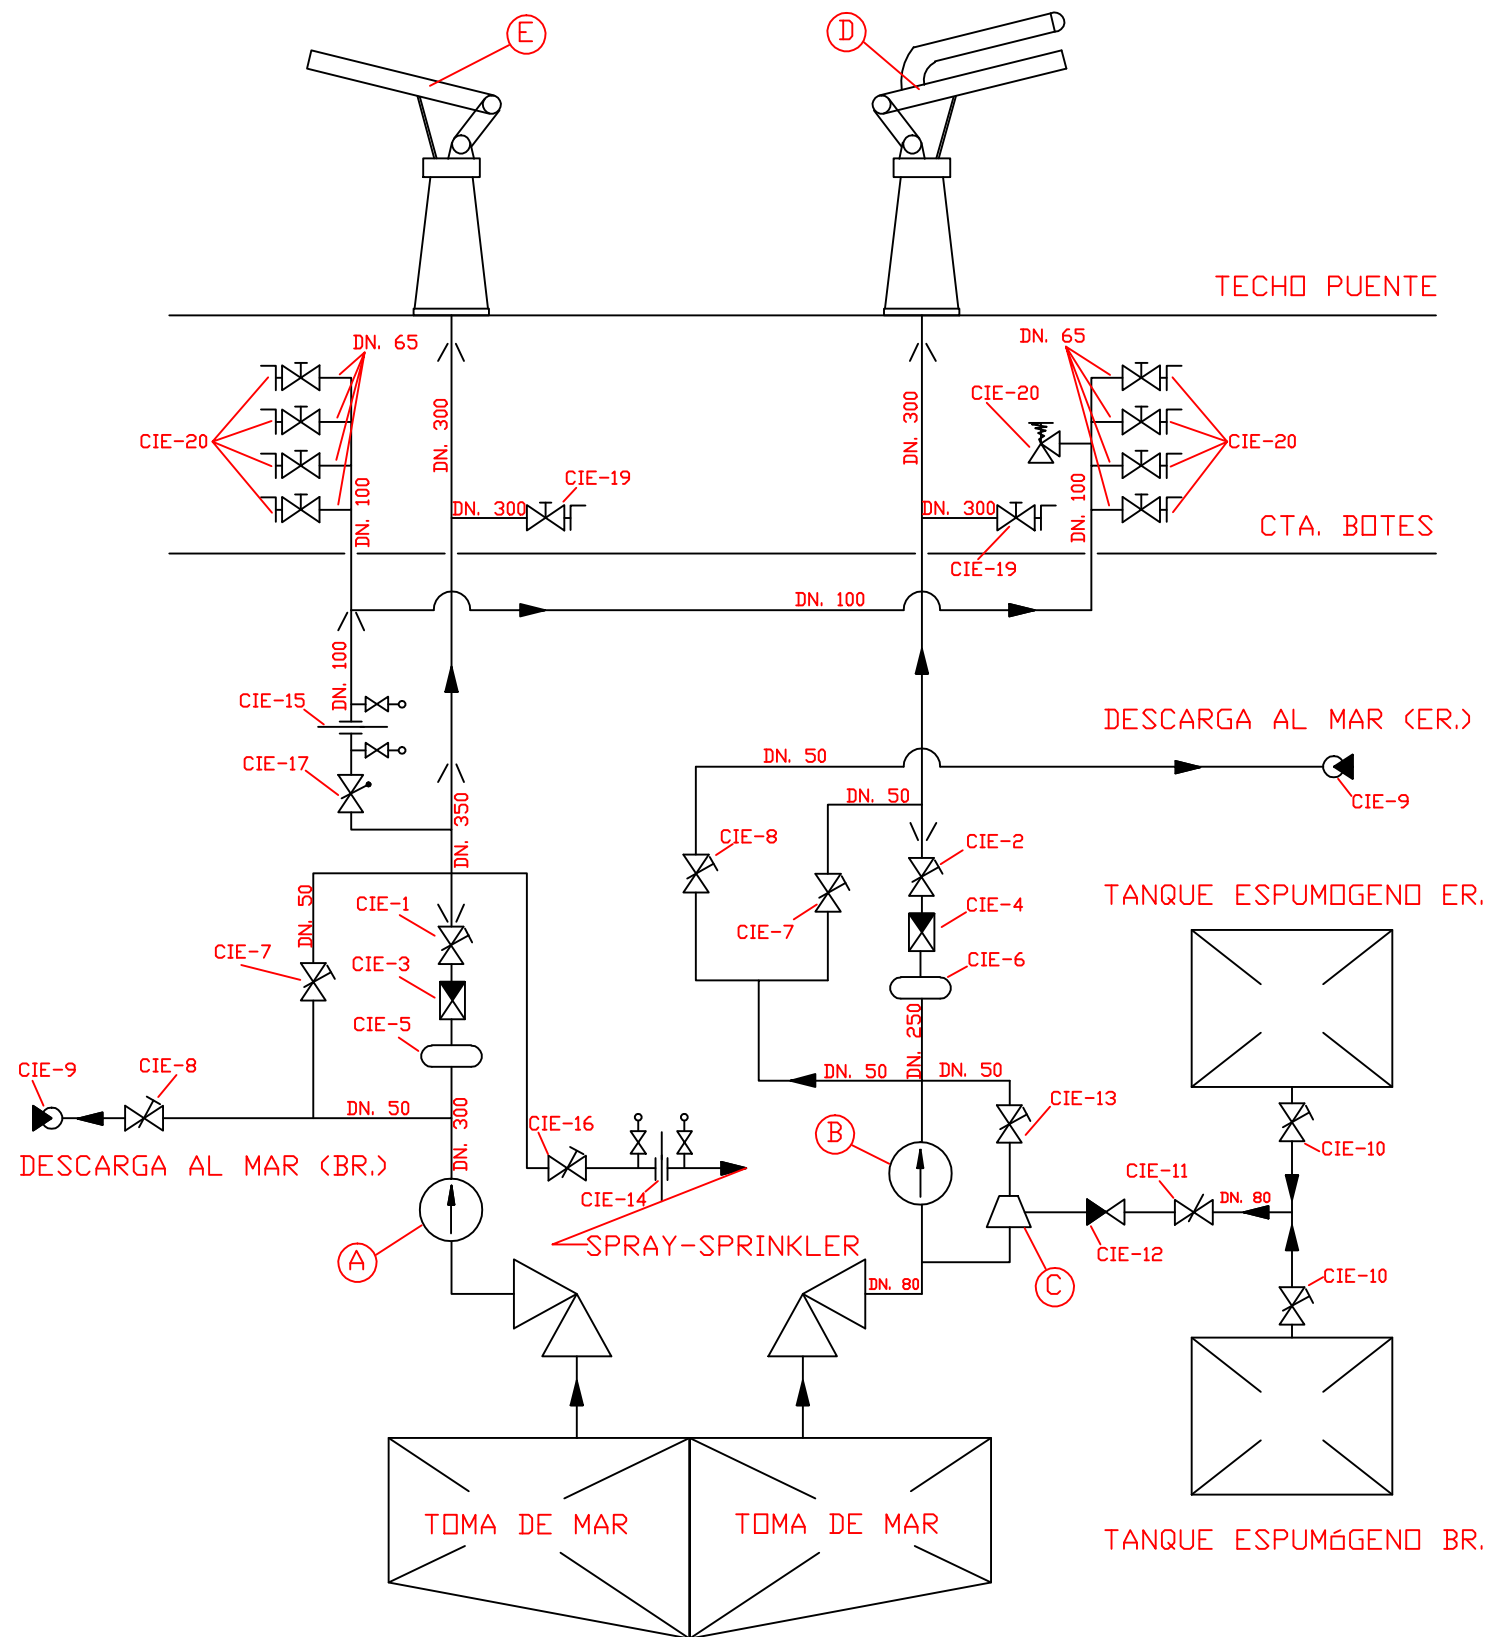 E
D
TECHO PUENTE
DN. 65
DN. 65
CIE-20
CIE-20
CIE-20
DN. 300
DN. 300
CIE-19
DN. 100
DN. 100
DN. 300
DN. 300
CTA. BOTES
CIE-19
DN. 100
DN. 100
CIE-15
DESCARGA AL MAR (ER.)
DN. 50
CIE-17
DN. 50
CIE-9
DN. 350
CIE-8
CIE-2
TANQUE ESPUMOGENO ER.
DN. 50
CIE-1
CIE-4
CIE-7
CIE-7
CIE-3
CIE-6
CIE-5
DN. 250
CIE-9
CIE-8
DN. 50
DN. 50
CIE-13
DN. 50
DN. 300
CIE-16
B
CIE-10
DESCARGA AL MAR (BR.)
CIE-11
CIE-14
DN. 80
SPRAY-SPRINKLER
CIE-12
A
DN. 80
C
CIE-10
TOMA DE MAR
TOMA DE MAR
TANQUE ESPUMóGENO BR.